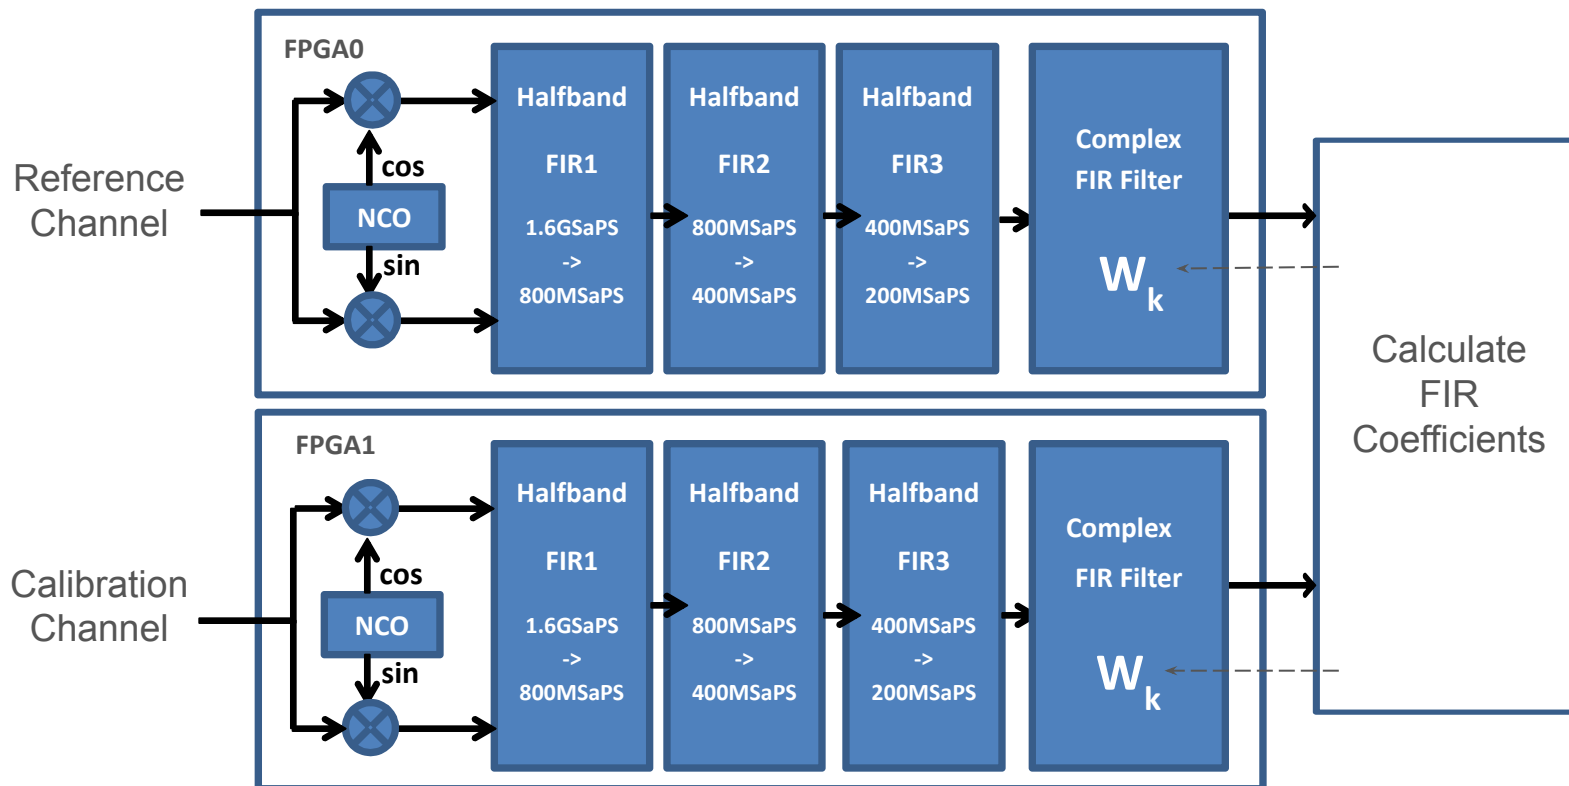 FPGA0
Reference
Channel
cos
NCO
sin
Halfband
FIR1
1.6GSaPS
->
800MSaPS
Halfband
FIR2
800MSaPS
->
400MSaPS
Halfband
FIR3
400MSaPS
->
200MSaPS
Complex
FIR Filter
Wk
Calculate
FIR
Coefficients
FPGA1
Calibration
Channel
cos
NCO
sin
Halfband
FIR1
1.6GSaPS
->
800MSaPS
Halfband
FIR2
800MSaPS
->
400MSaPS
Halfband
FIR3
400MSaPS
->
200MSaPS
Complex
FIR Filter
Wk